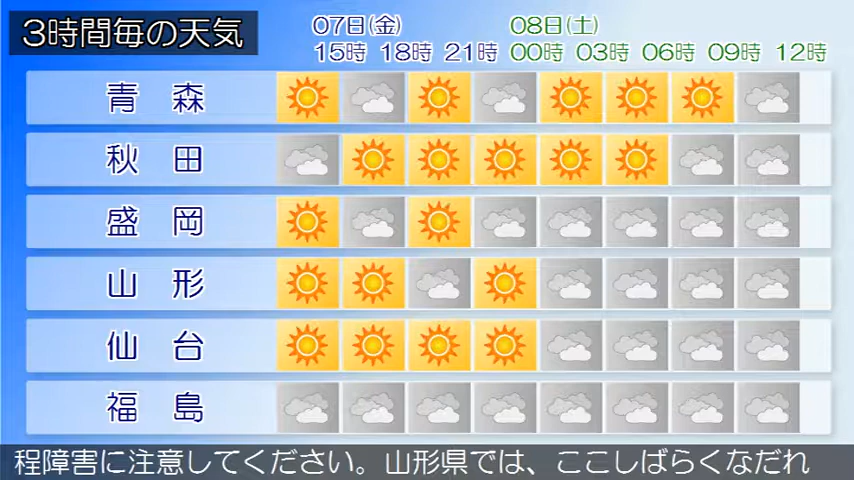 3時間毎の天気
07日(金) 08日(土)
15時 18時 21時 00時 03時 06時 09時 12時
青森
秋田
盛岡
山形
仙台
福島
程障害に注意してください。山形県では、ここしばらくなだれ